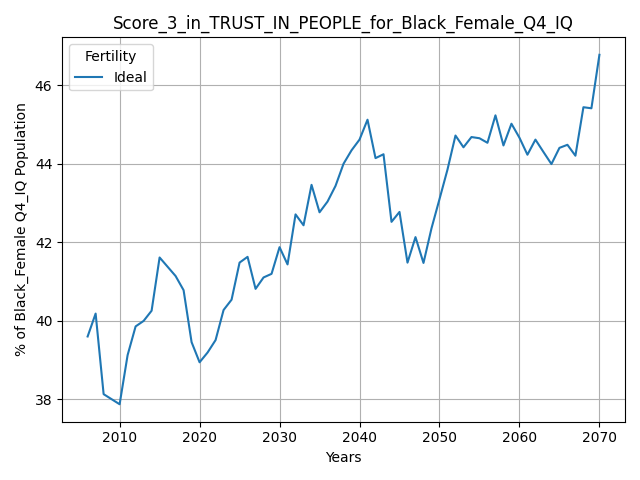 Score_3_in_TRUST_IN_PEOPLE_for_Black_Female_Q4_IQ
Fertility
Ideal
% of Black_Female Q4_IQ Population
46
44
42
40
38
2010 2020 2030 2040 2050 2060 2070
Years